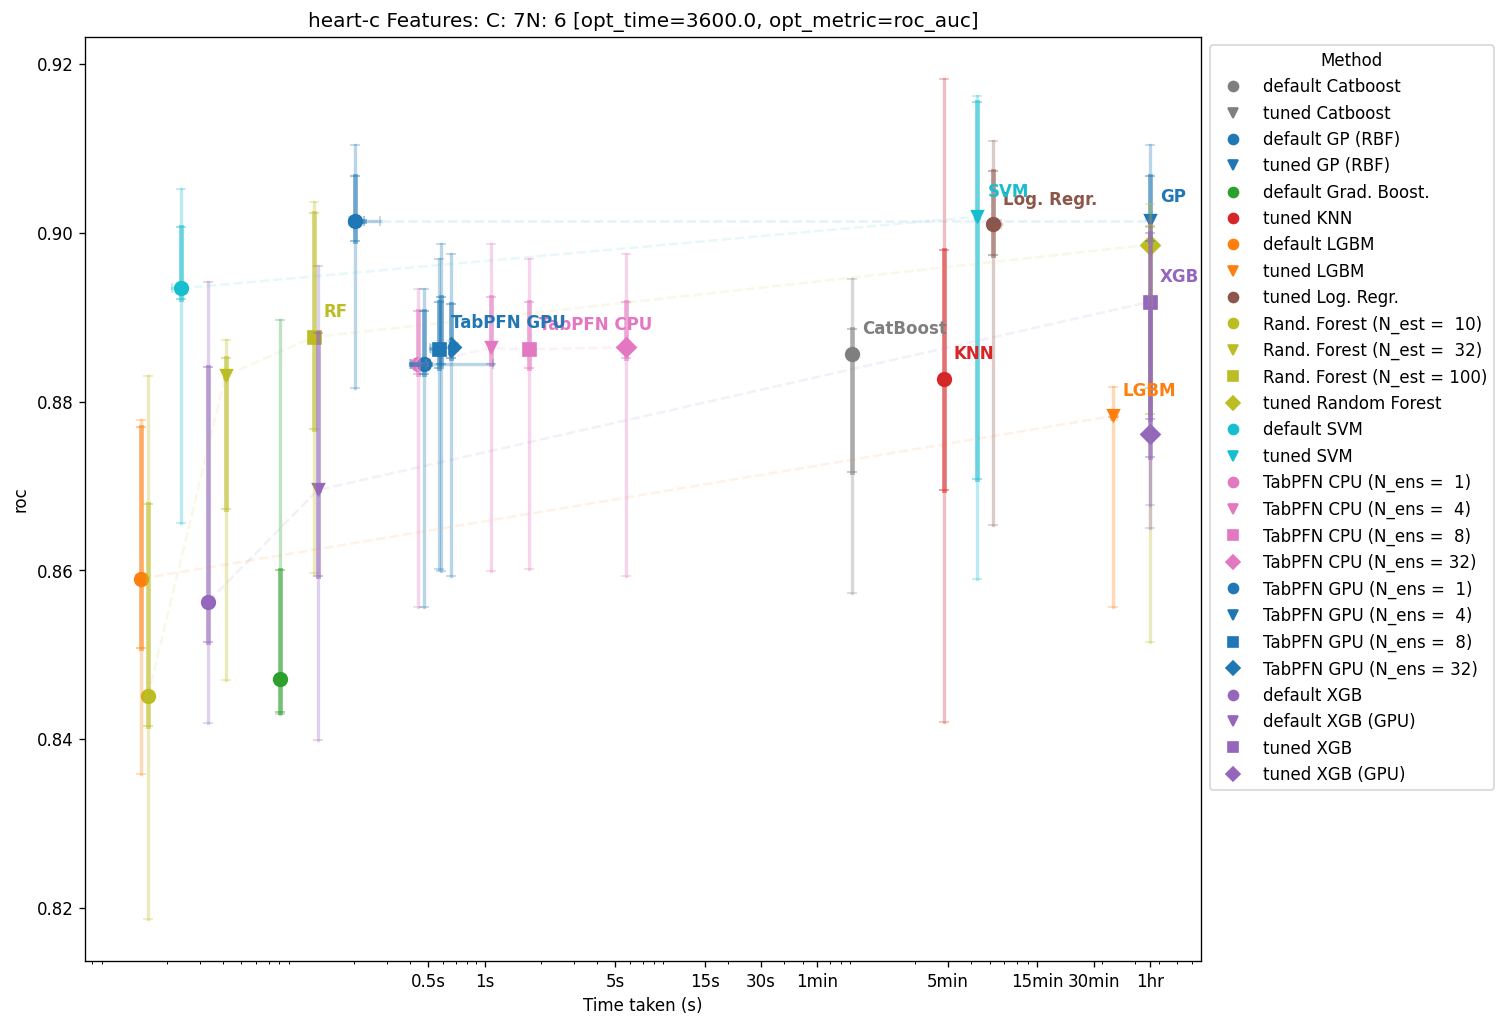 heart-c Features: C: 7N: 6 [opt_time=3600.0, opt_metric=roc_auc]
roc
0.92
0.90
0.88
0.86
0.84
0.82
RF
TabPFN GPU
TabPFN CPU
CatBoost
KNN
SVM
Log. Regr.
LGBM
GP
XGB
0.5s 1s 5s 15s 30s 1min 5min 15min 30min 1hr
Time taken (s)
Method
default Catboost
tuned Catboost
default GP (RBF)
tuned GP (RBF)
default Grad. Boost.
tuned KNN
default LGBM
tuned LGBM
tuned Log. Regr.
Rand. Forest (N_est =  10)
Rand. Forest (N_est =  32)
Rand. Forest (N_est = 100)
tuned Random Forest
default SVM
tuned SVM
TabPFN CPU (N_ens =  1)
TabPFN CPU (N_ens =  4)
TabPFN CPU (N_ens =  8)
TabPFN CPU (N_ens = 32)
TabPFN GPU (N_ens =  1)
TabPFN GPU (N_ens =  4)
TabPFN GPU (N_ens =  8)
TabPFN GPU (N_ens = 32)
default XGB
default XGB (GPU)
tuned XGB
tuned XGB (GPU)